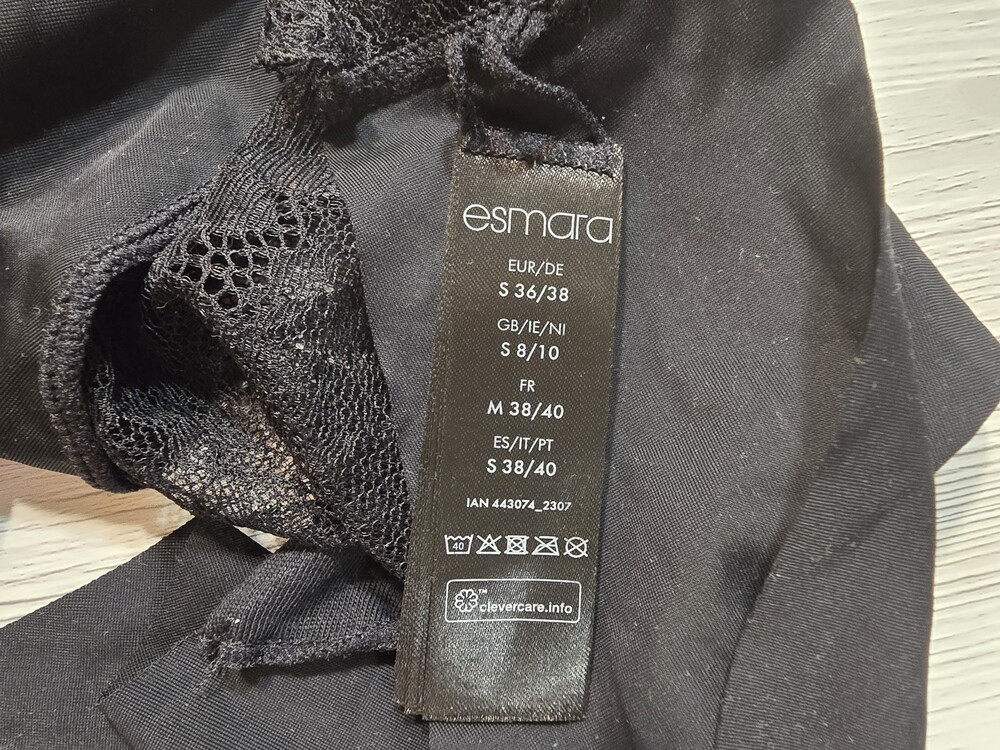 esmara
EUR/DE
S 36/38
GB/IE/NI
S 8/10
FR
M 38/40
ES/IT/PT
S 38/40
IAN 443074_2307
40
™
clevercare.info